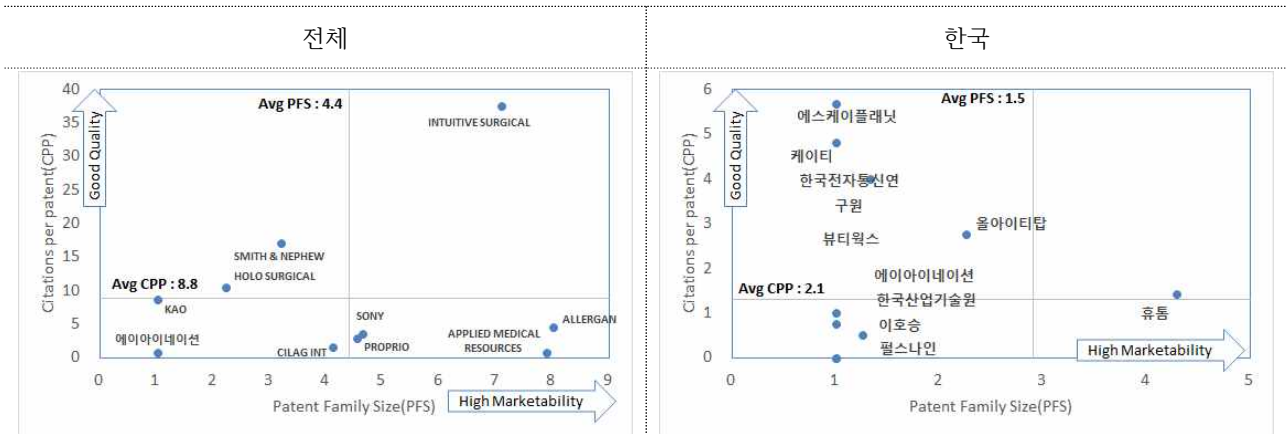 전체
한국
40
35
30
25
20
15
10
5
0
Citations per patent(CPP)
Good Quality
Avg PFS : 4.4
INTUITIVE SURGICAL
SMITH & NEPHEW
HOLO SURGICAL
Avg CPP : 8.8
KAO
에이아이네이션
CILAG INT
SONY
PROPRIO
APPLIED MEDICAL
RESOURCES
ALLERGAN
0 1 2 3 4 5 6 7 8 9
Patent Family Size(PFS)
High Marketability
6
5
4
3
2
1
0
Citations per patent(CPP)
Good Quality
Avg PFS : 1.5
에스케이플래닛
케이티
한국전자통신연
구원
뷰티웍스
올아이티탑
에이아이네이션
Avg CPP : 2.1
한국산업기술원
이호승
펄스나인
휴톰
High Marketability
0 1 2 3 4 5
Patent Family Size(PFS)